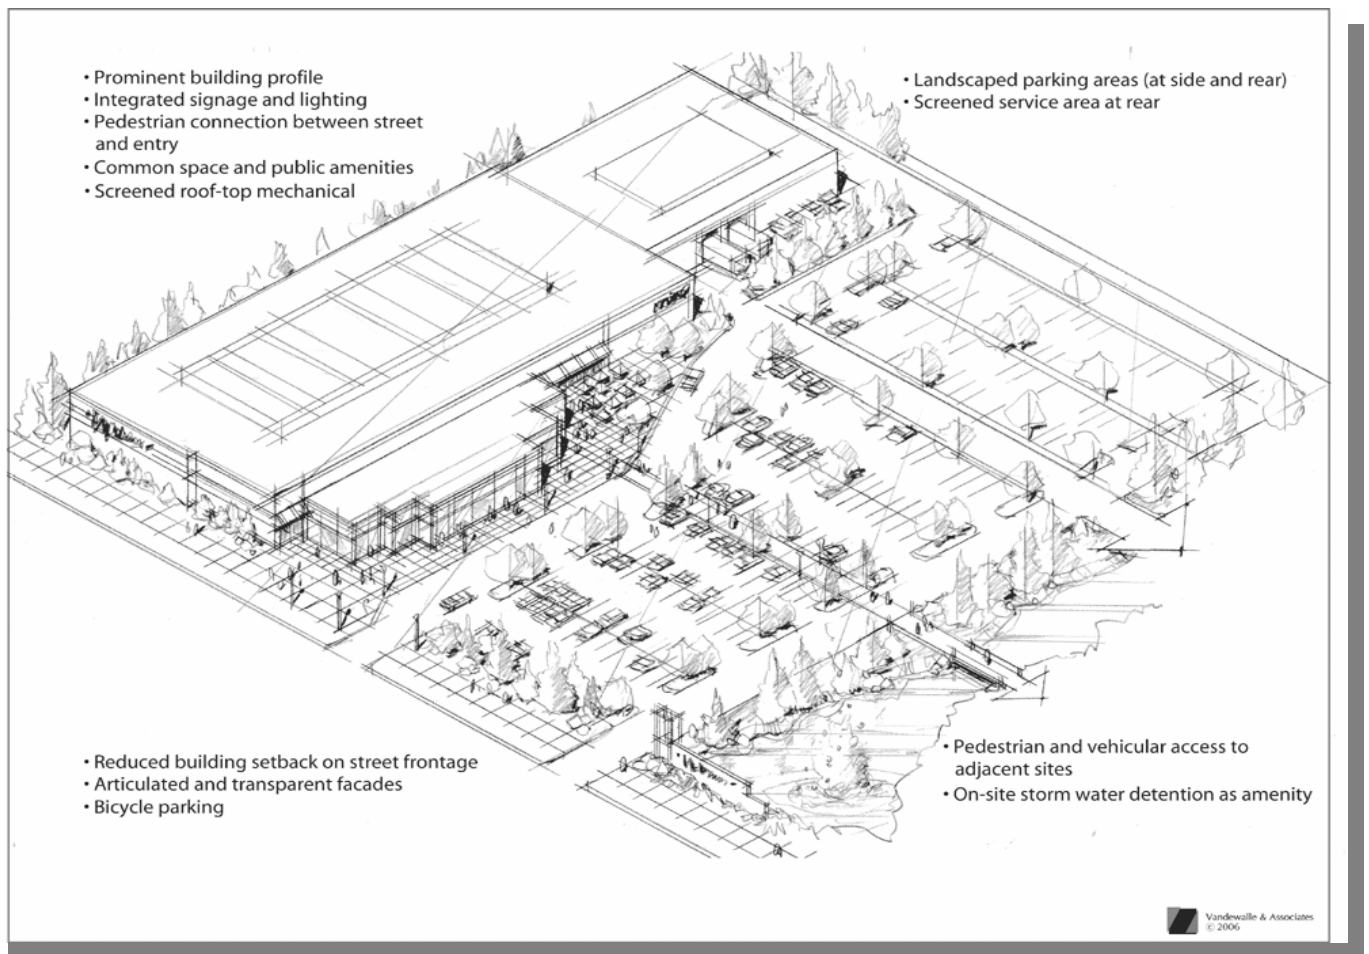 • Prominent building profile
• Integrated signage and lighting
• Pedestrian connection between street
and entry
• Common space and public amenities
• Screened roof-top mechanical
• Landscaped parking areas (at side and rear)
• Screened service area at rear
• Reduced building setback on street frontage
• Articulated and transparent facades
• Bicycle parking
• Pedestrian and vehicular access to
adjacent sites
• On-site storm water detention as amenity
Vandewalle & Associates
© 2006